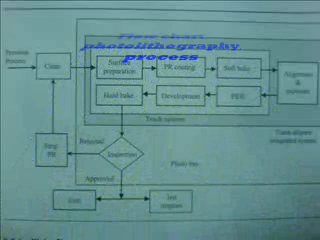 Flow chart
photolithography
process
Previous
Process
Clean
Surface
preparation
PR coating
Soft bake
Alignment
&
exposure
Hard bake
Development
PEB
Track system
Track-aligner
integrated system
Strip
PR
Rejected
Inspection
Photo bay
Approved
Etch
Ion
implant